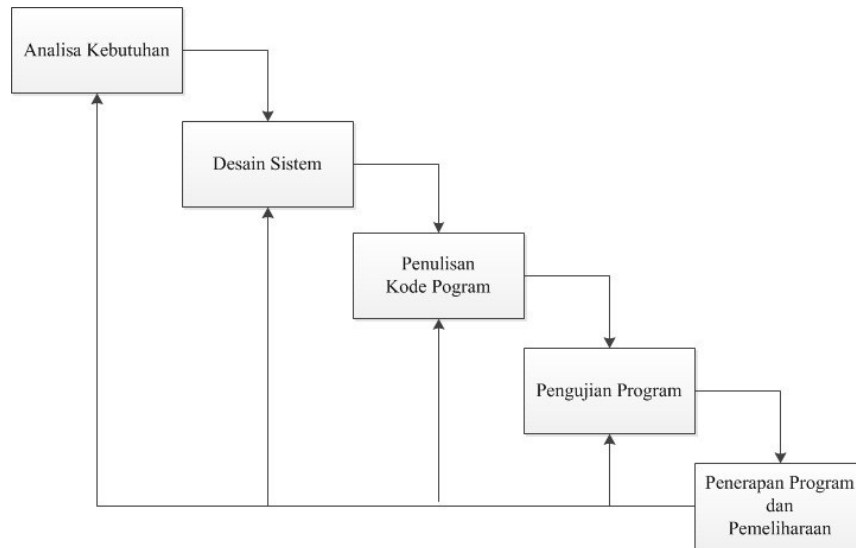 Analisa Kebutuhan
Desain Sistem
Penulisan
Kode Pogram
Pengujian Program
Penerapan Program
dan
Pemeliharaan